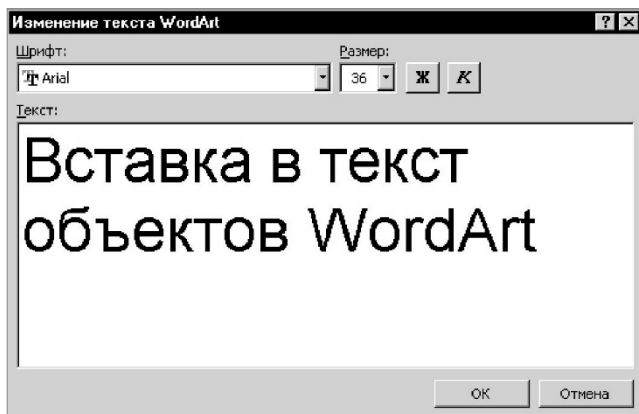 Изменение текста WordArt
Шрифт: Размер:
Arial 36 Ж К
Текст:
Вставка в текст
объектов WordArt
ОК Отмена